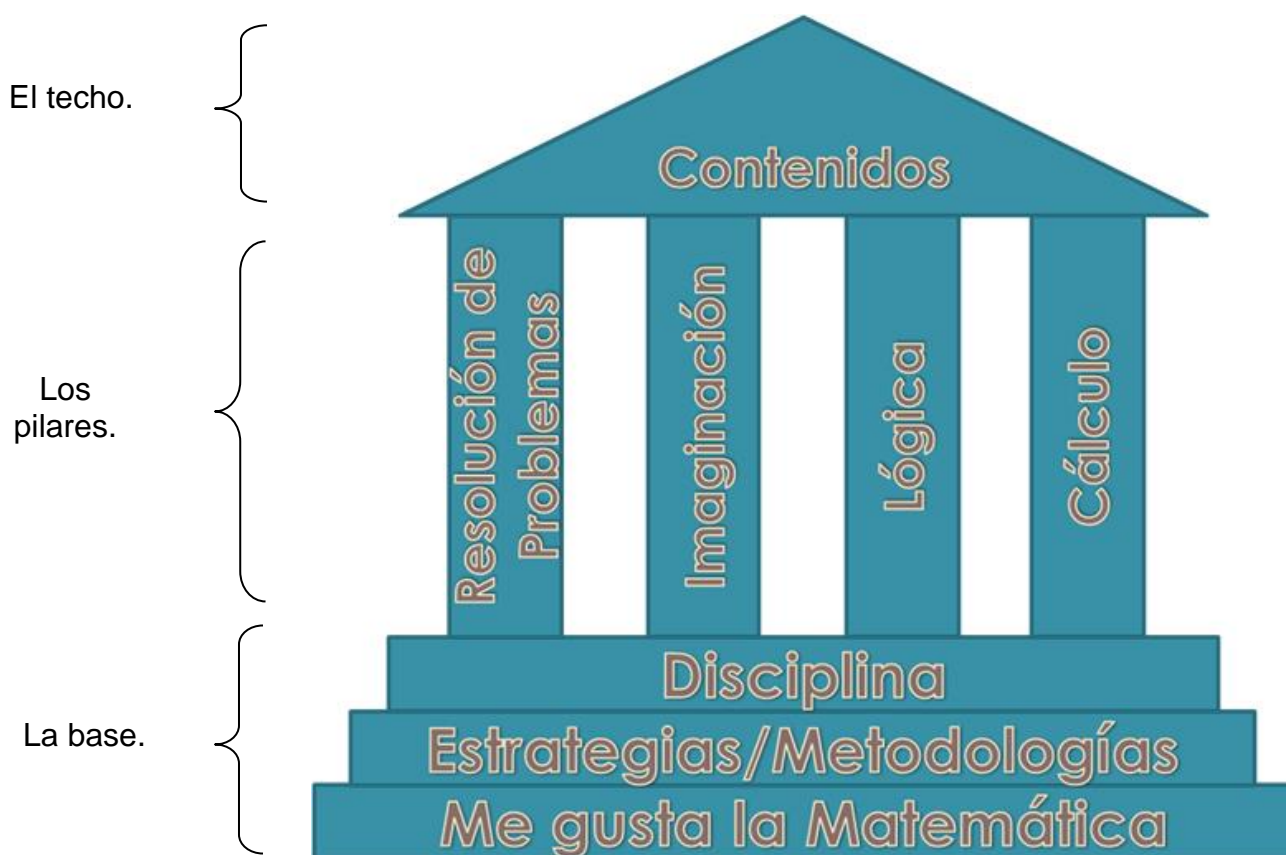 El techo.
Contenidos
Los
pilares.
Resolución de
Problemas
Imaginación
Lógica
Cálculo
La base.
Disciplina
Estrategias/Metodologías
Me gusta la Matemática